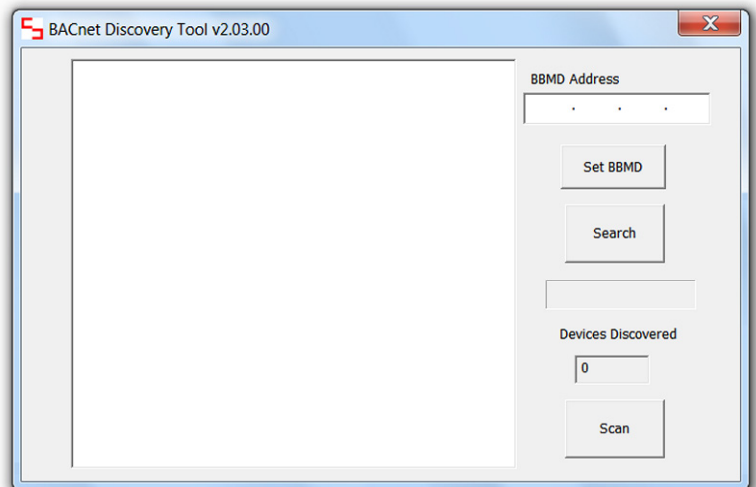 BACnet Discovery Tool v2.03.00
BBMD Address
. . .
Set BBMD
Search
Devices Discovered
0
Scan